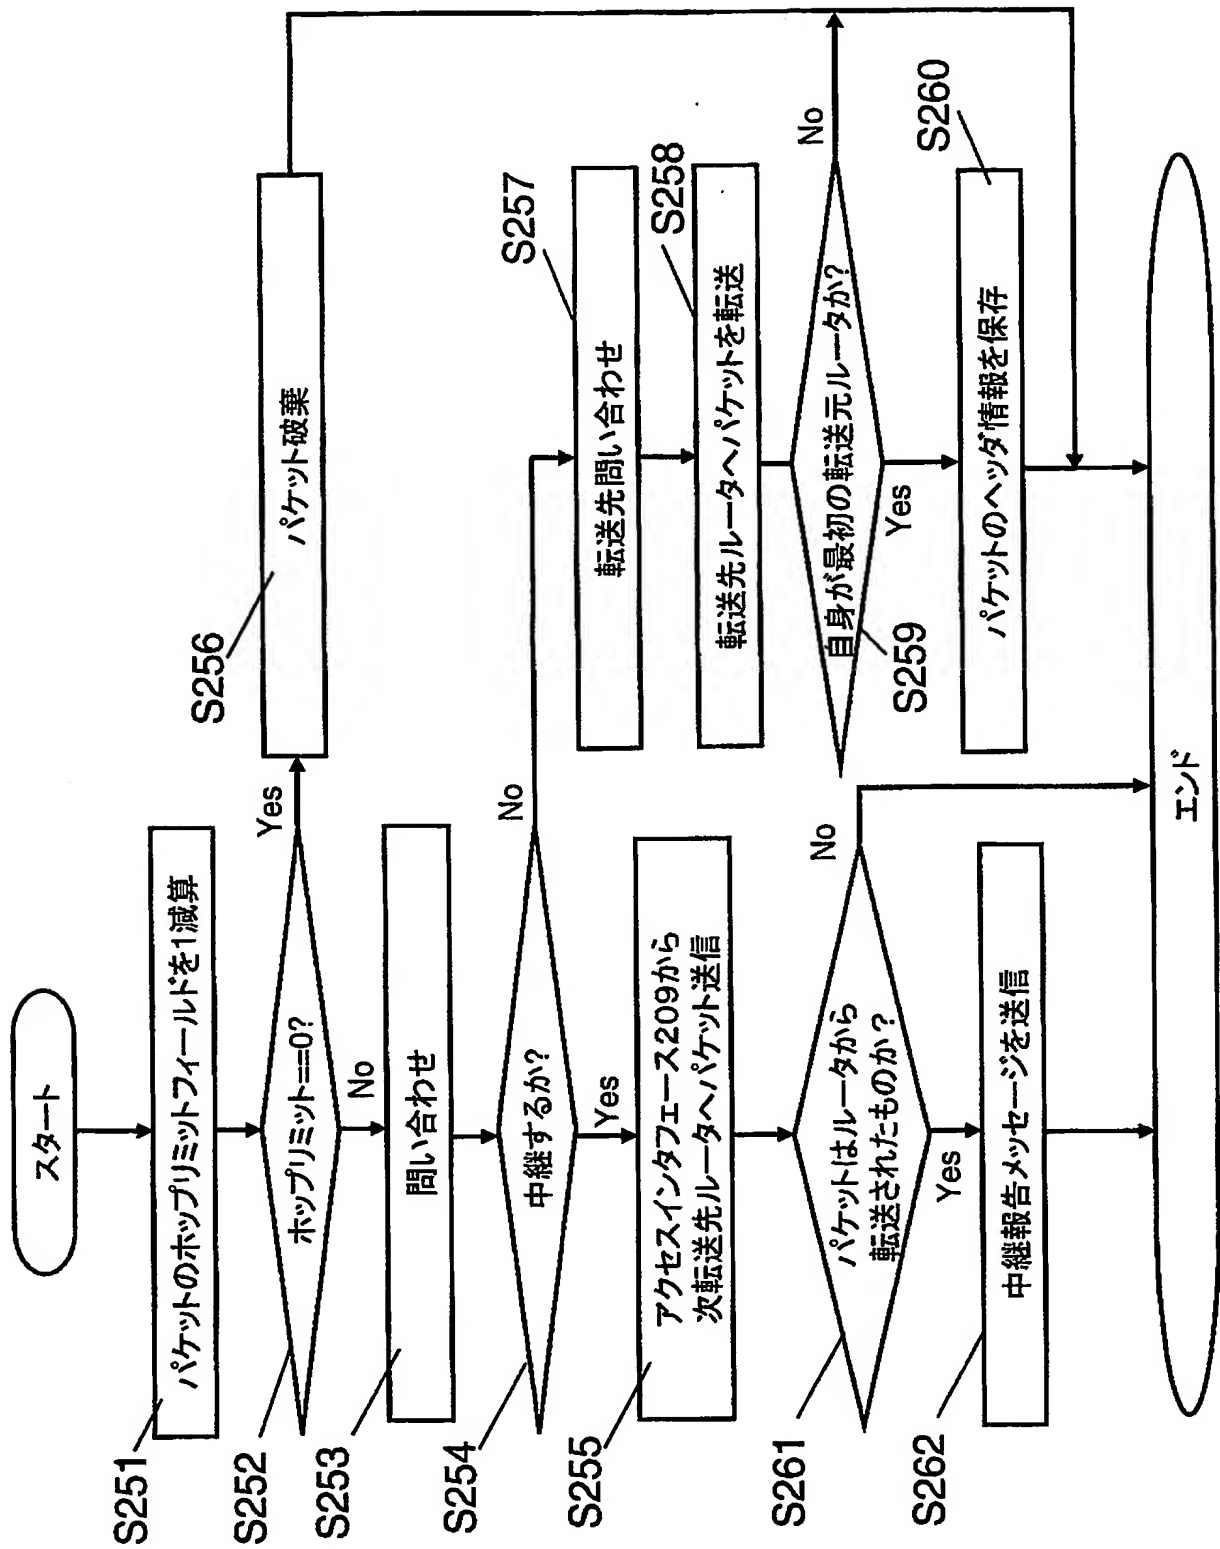 スタート
S251
パケットのホップリミットフィールドを1減算
S252
ホップリミット==0?
Yes
No
S256
パケット破棄
S253
問い合わせ
S254
中継するか?
No
Yes
S255
アクセスインタフェース209から
次転送先ルータへパケット送信
S257
転送先問い合わせ
S258
転送先ルータへパケットを転送
S259
自身が最初の転送元ルータか?
No
Yes
S260
パケットのヘッダ情報を保存
S261
パケットはルータから
転送されたものか?
No
Yes
S262
中継報告メッセージを送信
エンド